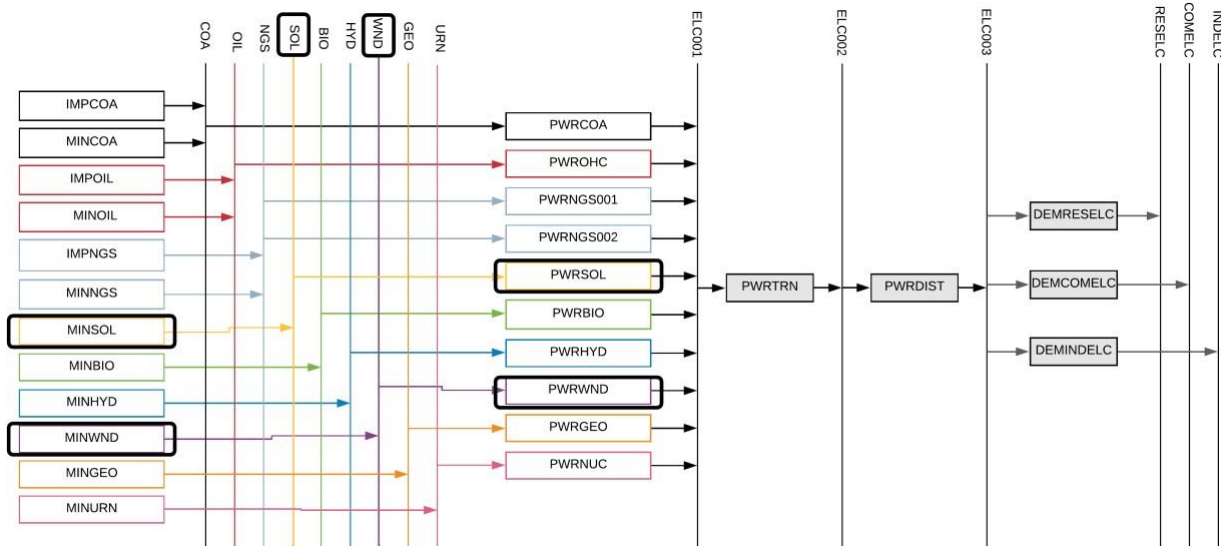 COA
OIL
NGS
SOL
BIO
HYD
WND
GEO
URN
ELC001
ELC002
ELC003
RESELC
COMELC
INDELC
IMPCOA
MINCOA
IMPOIL
MINOIL
IMPNGS
MINNGS
MINSOL
MINBIO
MINHYD
MINWND
MINGEO
MINURN
PWRCOA
PWROHC
PWRNGS001
PWRNGS002
PWRSOL
PWRBIO
PWRHYD
PWRWND
PWRGEO
PWRNUC
PWRTRN
PWRDIST
DEMRESELC
DEMCOMELC
DEMINDELC